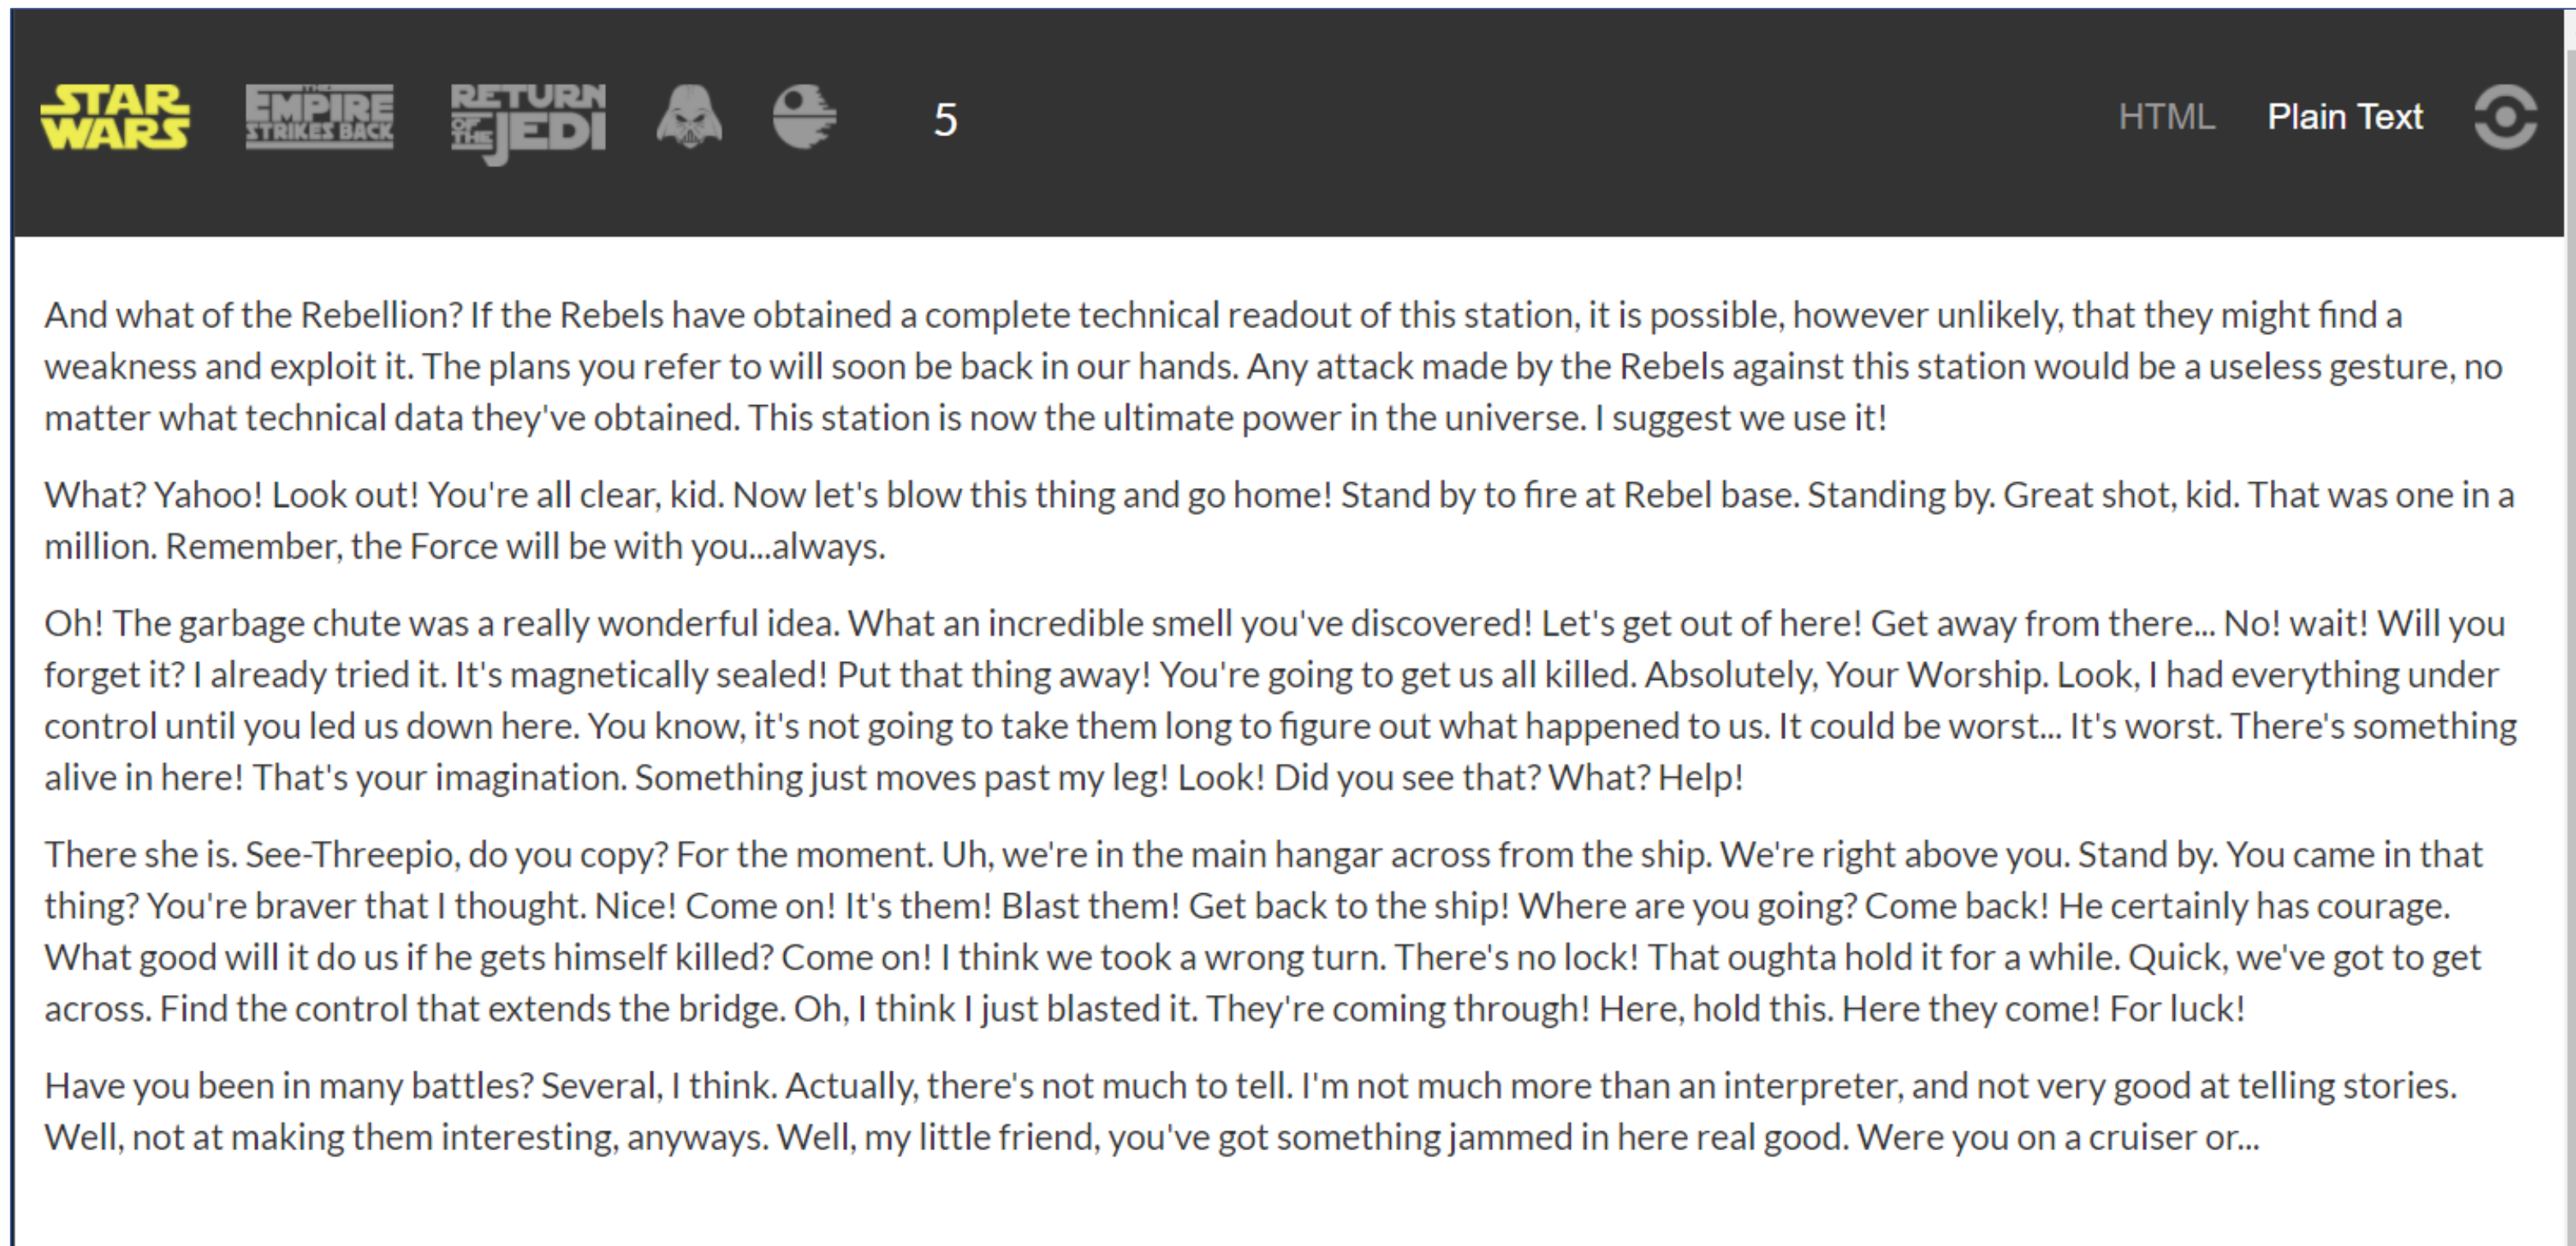 STAR WARS
THE EMPIRE STRIKES BACK
RETURN OF THE JEDI
5
HTML
Plain Text
And what of the Rebellion? If the Rebels have obtained a complete technical readout of this station, it is possible, however unlikely, that they might find a
weakness and exploit it. The plans you refer to will soon be back in our hands. Any attack made by the Rebels against this station would be a useless gesture, no
matter what technical data they've obtained. This station is now the ultimate power in the universe. I suggest we use it!
What? Yahoo! Look out! You're all clear, kid. Now let's blow this thing and go home! Stand by to fire at Rebel base. Standing by. Great shot, kid. That was one in a
million. Remember, the Force will be with you...always.
Oh! The garbage chute was a really wonderful idea. What an incredible smell you've discovered! Let's get out of here! Get away from there... No! wait! Will you
forget it? I already tried it. It's magnetically sealed! Put that thing away! You're going to get us all killed. Absolutely, Your Worship. Look, I had everything under
control until you led us down here. You know, it's not going to take them long to figure out what happened to us. It could be worst... It's worst. There's something
alive in here! That's your imagination. Something just moves past my leg! Look! Did you see that? What? Help!
There she is. See-Threepio, do you copy? For the moment. Uh, we're in the main hangar across from the ship. We're right above you. Stand by. You came in that
thing? You're braver that I thought. Nice! Come on! It's them! Blast them! Get back to the ship! Where are you going? Come back! He certainly has courage.
What good will it do us if he gets himself killed? Come on! I think we took a wrong turn. There's no lock! That oughta hold it for a while. Quick, we've got to get
across. Find the control that extends the bridge. Oh, I think I just blasted it. They're coming through! Here, hold this. Here they come! For luck!
Have you been in many battles? Several, I think. Actually, there's not much to tell. I'm not much more than an interpreter, and not very good at telling stories.
Well, not at making them interesting, anyways. Well, my little friend, you've got something jammed in here real good. Were you on a cruiser or...